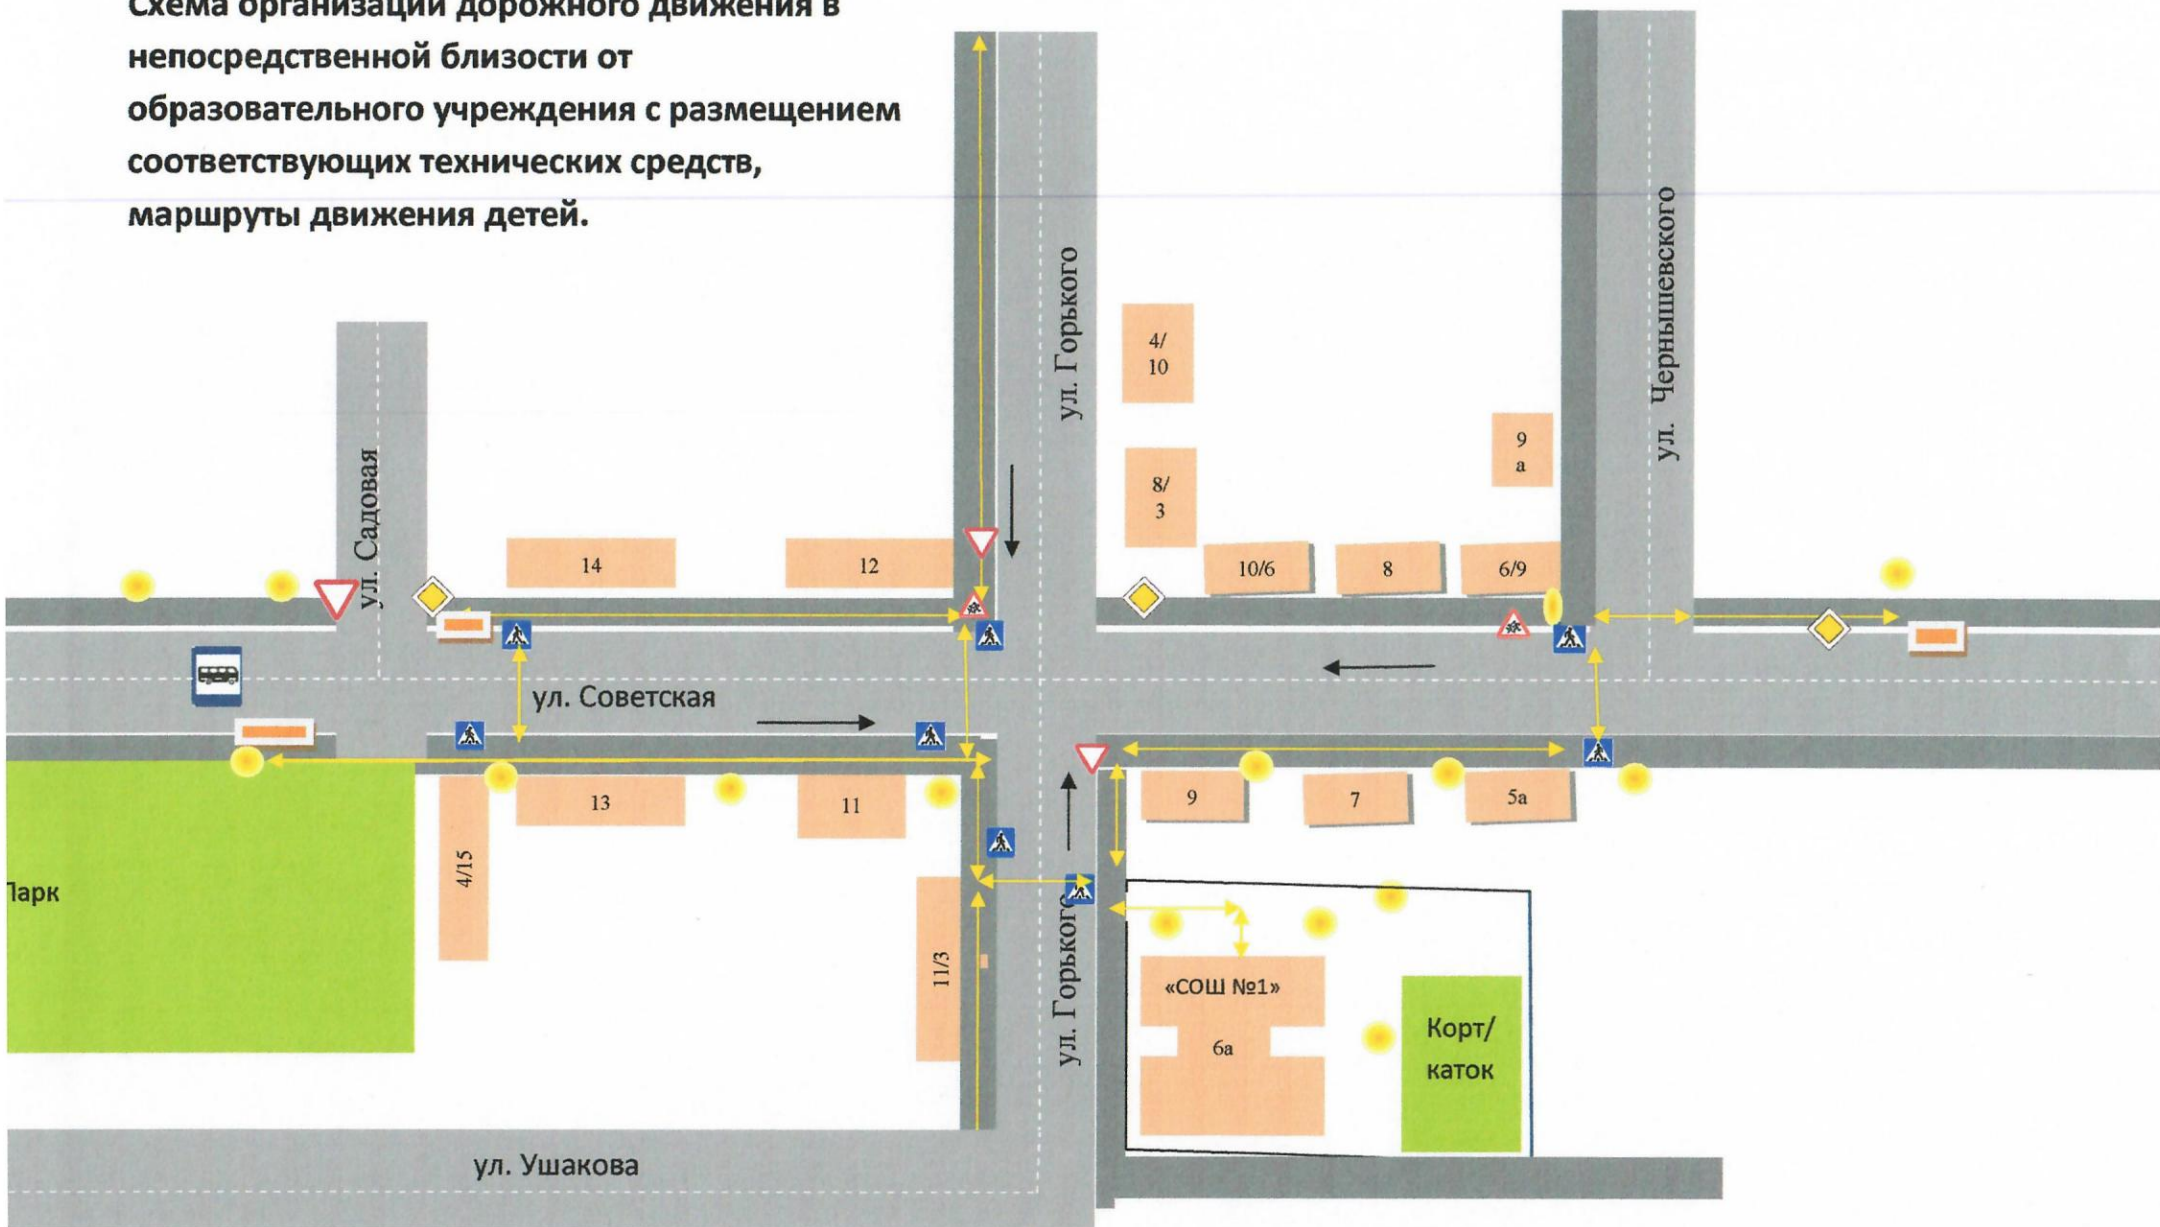 Схема организации дорожного движения в
непосредственной близости от
образовательного учреждения с размещением
соответствующих технических средств,
маршруты движения детей.
ул. Садовая
ул. Горького
ул. Чернышевского
4/
10
8/
3
9
а
14
12
10/6
8
6/9
ул. Советская
13
11
9
7
5а
4/15
Парк
11/3
ул. Горького
«СОШ №1»
6а
Корт/
каток
ул. Ушакова